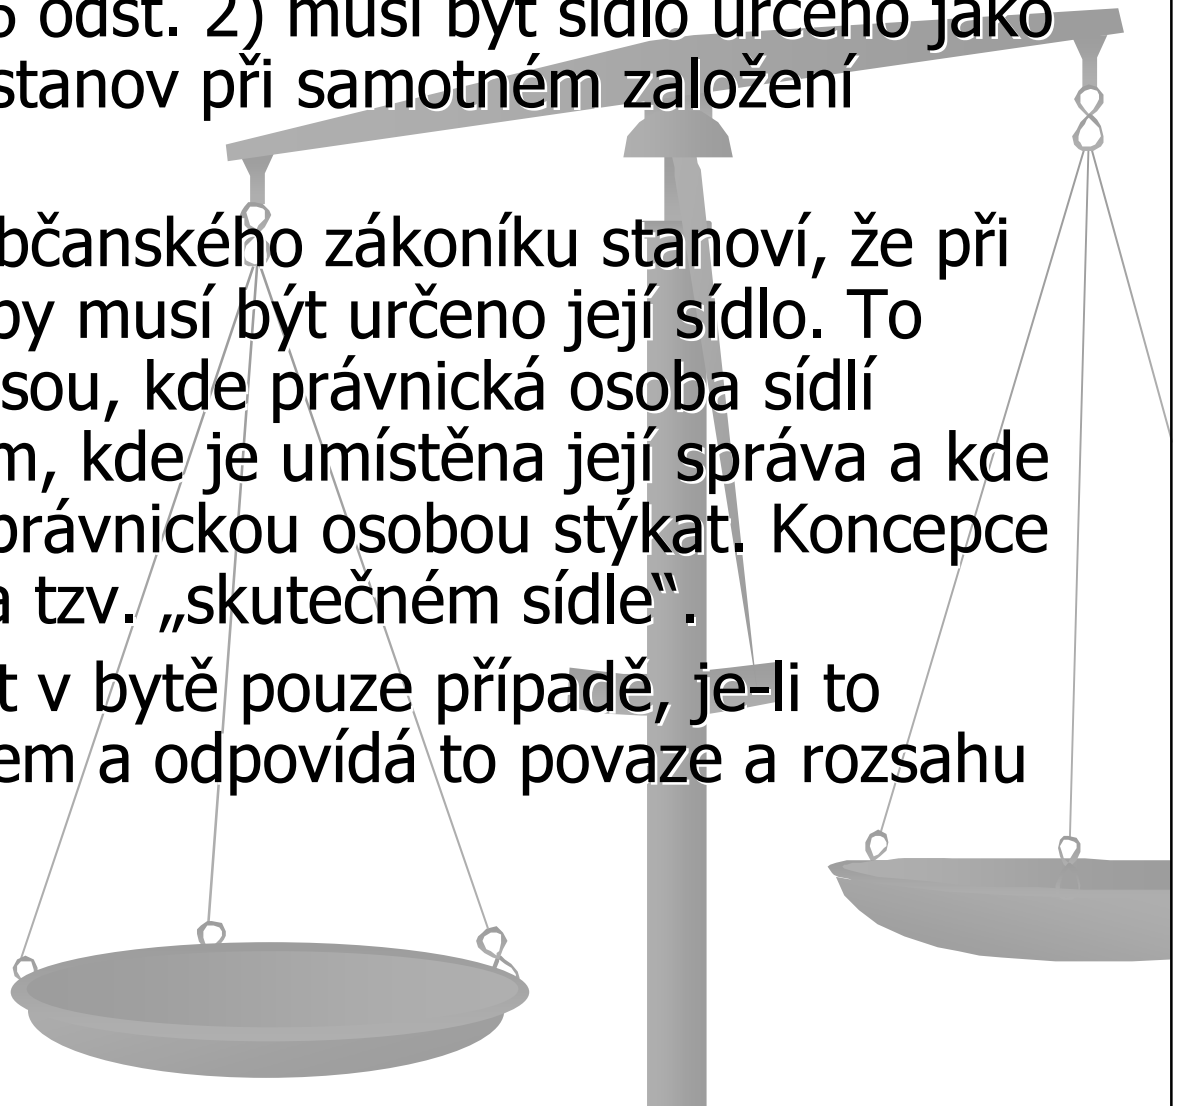 odst. 2) musí být sídlo určeno jako
stanov při samotném založení
bčanského zákoníku stanoví, že při
by musí být určeno její sídlo. To
sou, kde právnická osoba sídlí
m, kde je umístěna její správa a kde
právnickou osobou stýkat. Koncepce
a tzv. „skutečném sídle“.
t v bytě pouze případě, je-li to
em a odpovídá to povaze a rozsahu